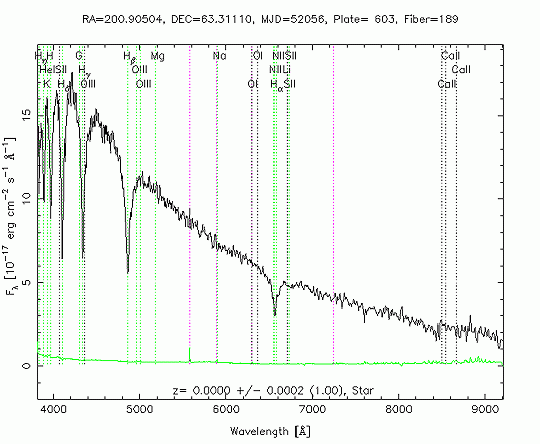 RA=200.90504, DEC=63.31110, MJD=52056, Plate= 603, Fiber=189
Hη H G Hβ Mg Na OI NII SII CaII
HeI SII Hγ OIII NII Li CaII
K Hδ OIII OIII OI Hα SII CaII
15
10
5
0
Fλ [10⁻¹⁷ erg cm⁻² s⁻¹ Å⁻¹]
z= 0.0000 +/− 0.0002 (1.00), Star
4000 5000 6000 7000 8000 9000
Wavelength [Å]